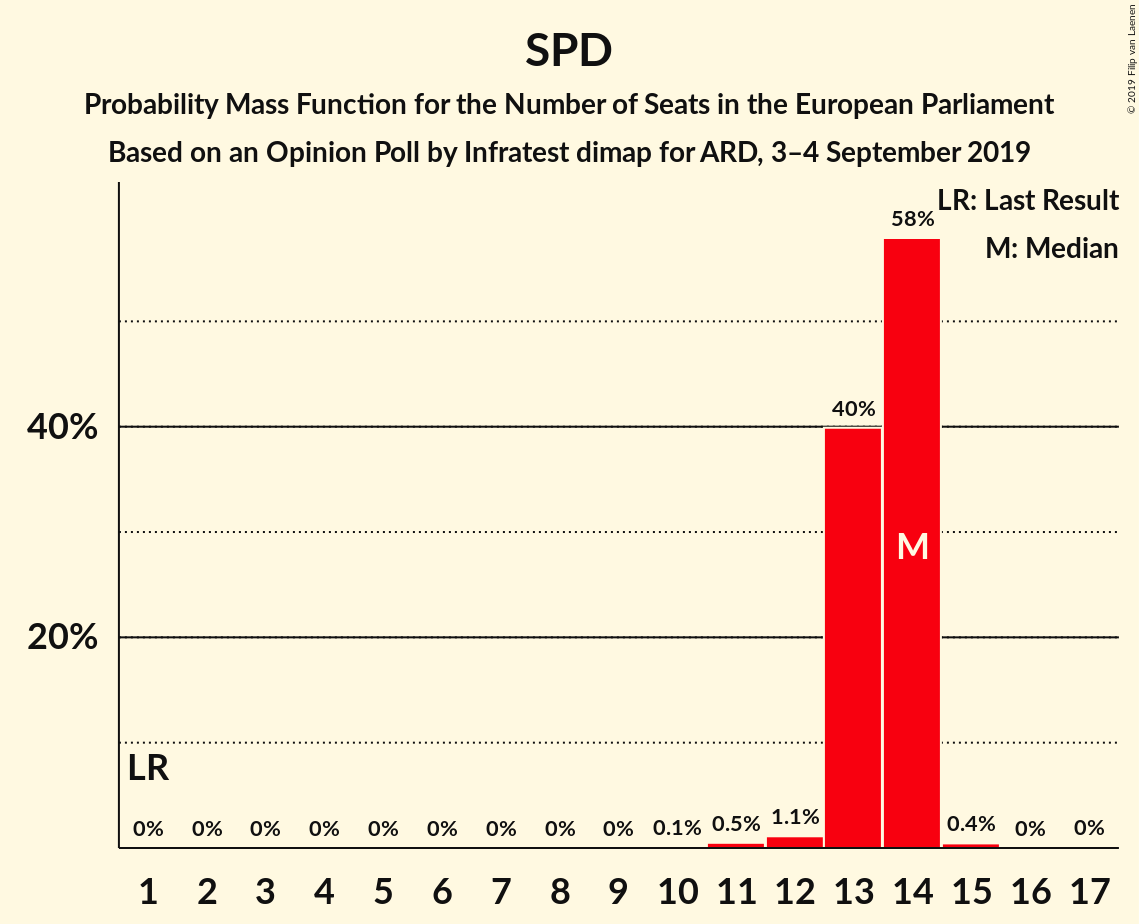 SPD
Probability Mass Function for the Number of Seats in the European Parliament
Based on an Opinion Poll by Infratest dimap for ARD, 3–4 September 2019
© 2019 Filip van Laenen
LR: Last Result
M: Median
58%
40%
40%
M
20%
LR
0% 0% 0% 0% 0% 0% 0% 0% 0% 0.1% 0.5% 1.1% 0.4% 0% 0%
1 2 3 4 5 6 7 8 9 10 11 12 13 14 15 16 17